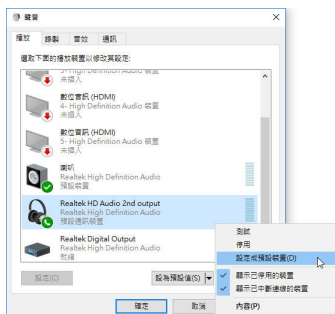 聲音
播放 錄製 音效 通訊
選取下面的播放裝置以修改其設定:
3- High Definition Audio 裝置
未插入
數位音訊 (HDMI)
4- High Definition Audio 裝置
未插入
數位音訊 (HDMI)
5- High Definition Audio 裝置
未插入
喇叭
Realtek High Definition Audio
預設裝置
Realtek HD Audio 2nd output
Realtek High Definition Audio
預設通訊裝置
Realtek Digital Output
Realtek High Definition Audio
就緒
測試
停用
設定成預設裝置(D)
顯示已停用的裝置
顯示已中斷連線的裝置
內容(P)
設定(C)
設為預設值(S)
確定
取消